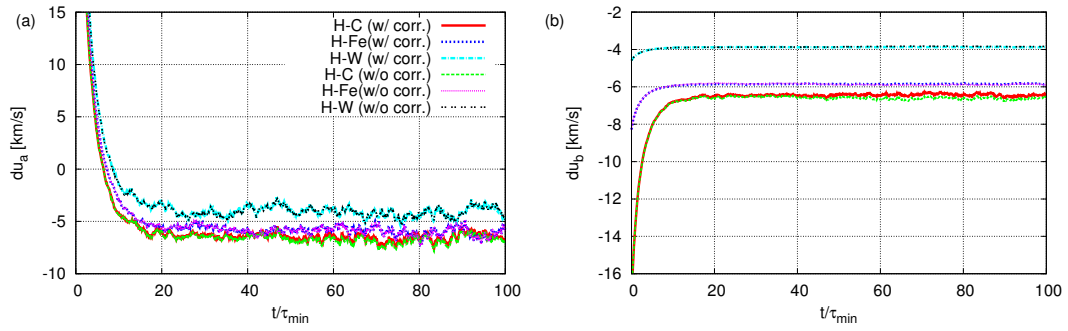 (a)
H-C (w/ corr.)
H-Fe(w/ corr.)
H-W (w/ corr.)
H-C (w/o corr.)
H-Fe(w/o corr.)
H-W (w/o corr.)
du_a [km/s]
15
10
5
0
-5
-10
0 20 40 60 80 100
t/τ_min
(b)
du_b [km/s]
-2
-4
-6
-8
-10
-12
-14
-16
0 20 40 60 80 100
t/τ_min